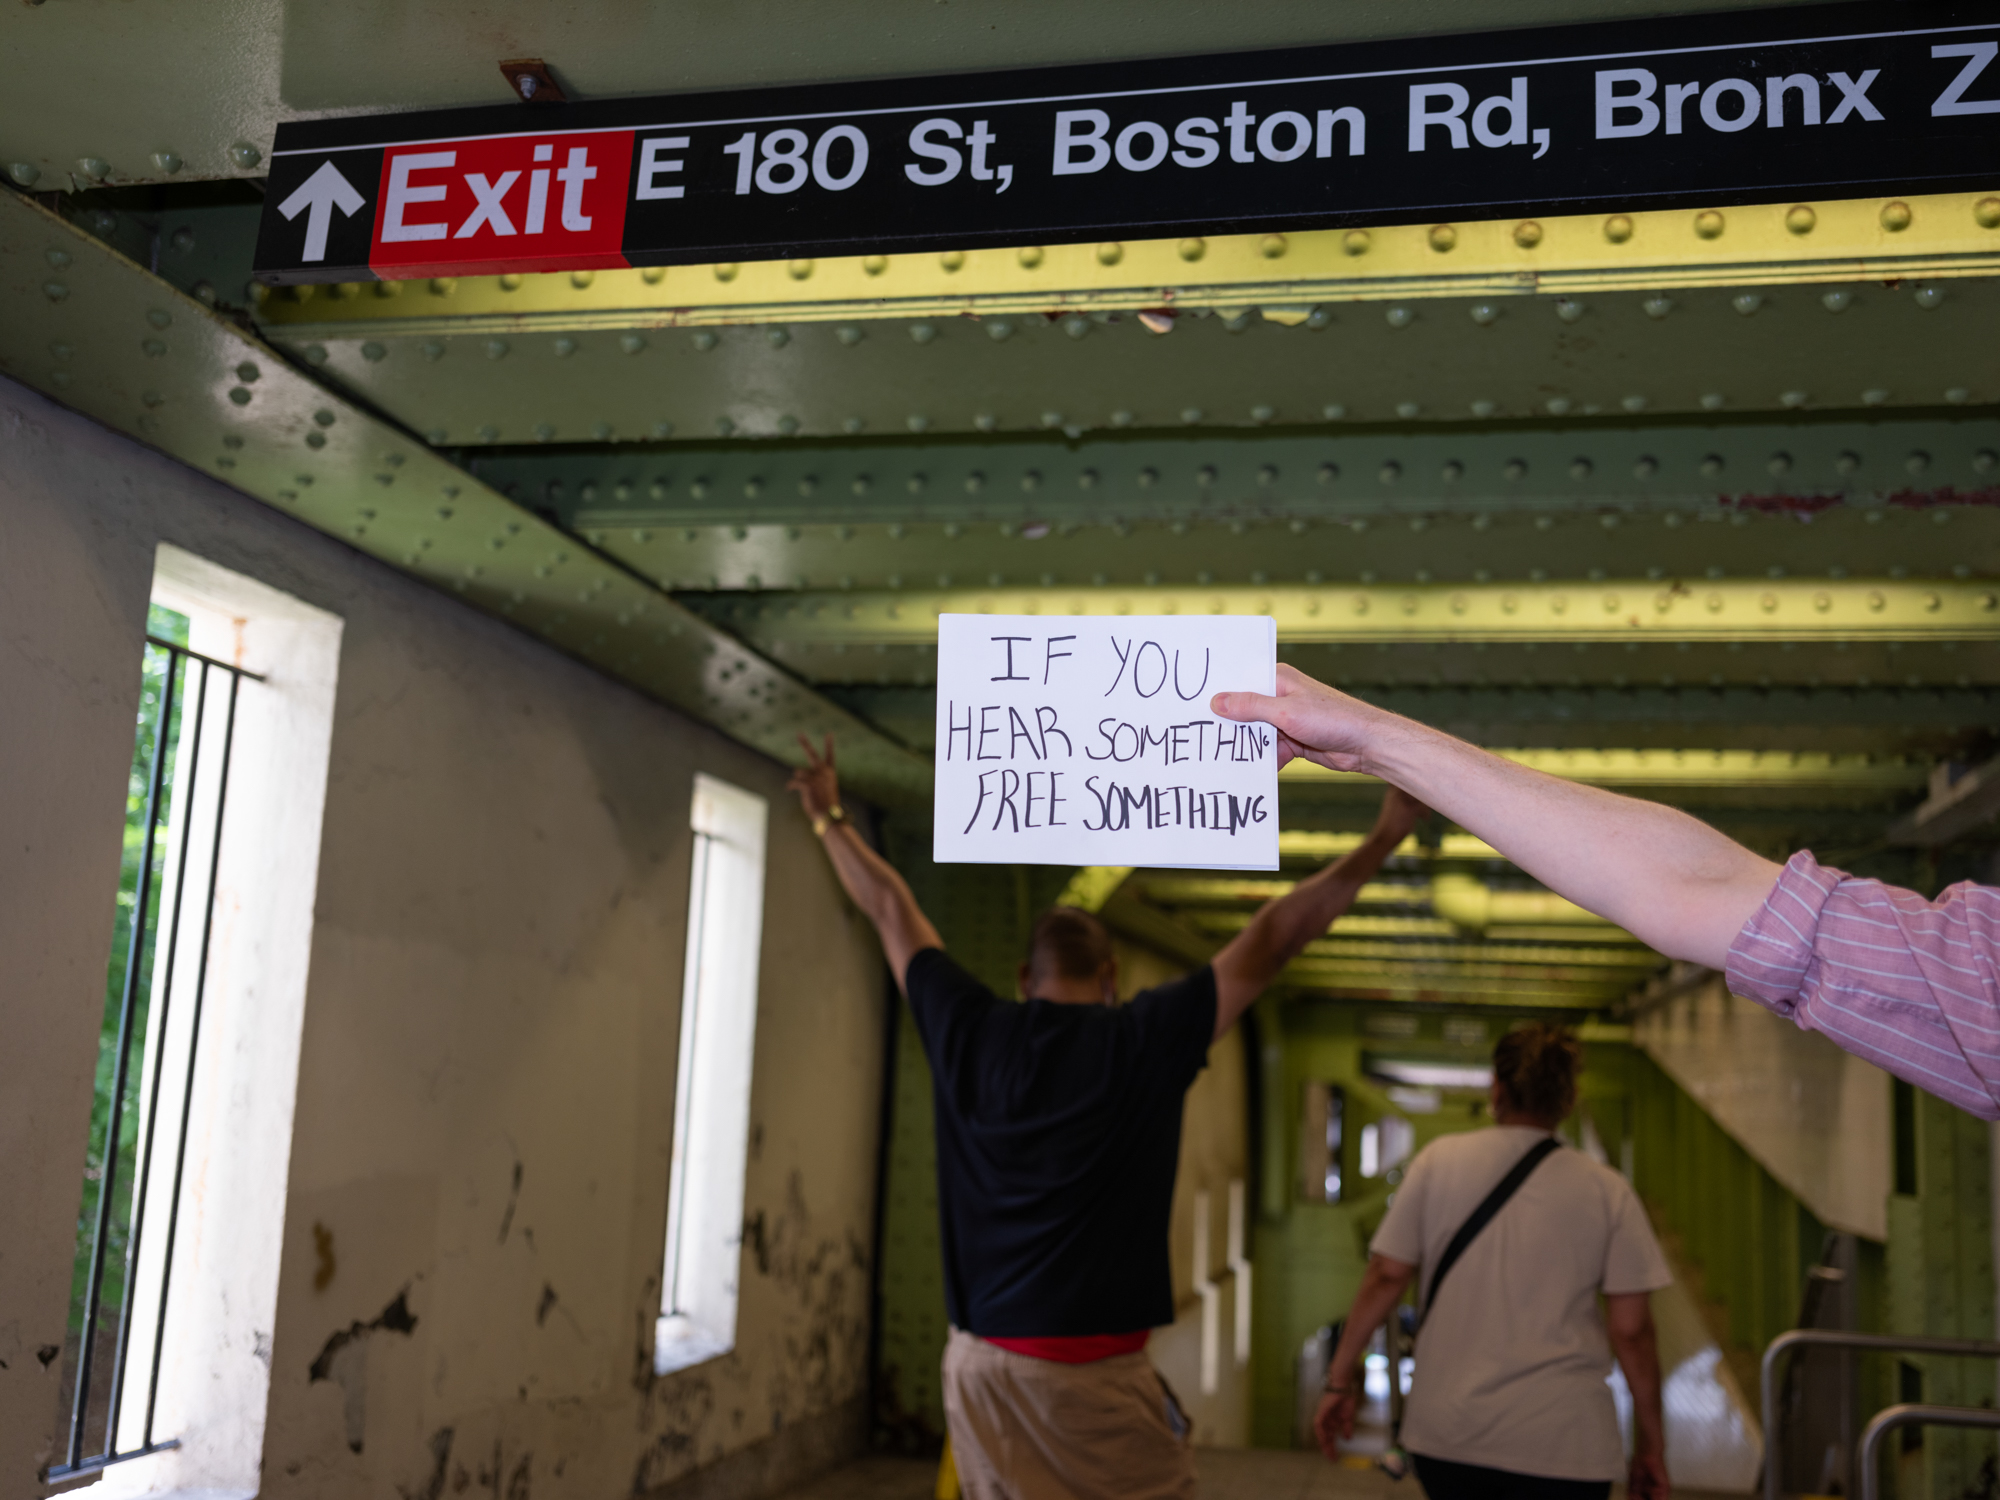 Exit E 180 St, Boston Rd, Bronx Z
IF YOU
HEAR SOMETHING
FREE SOMETHING